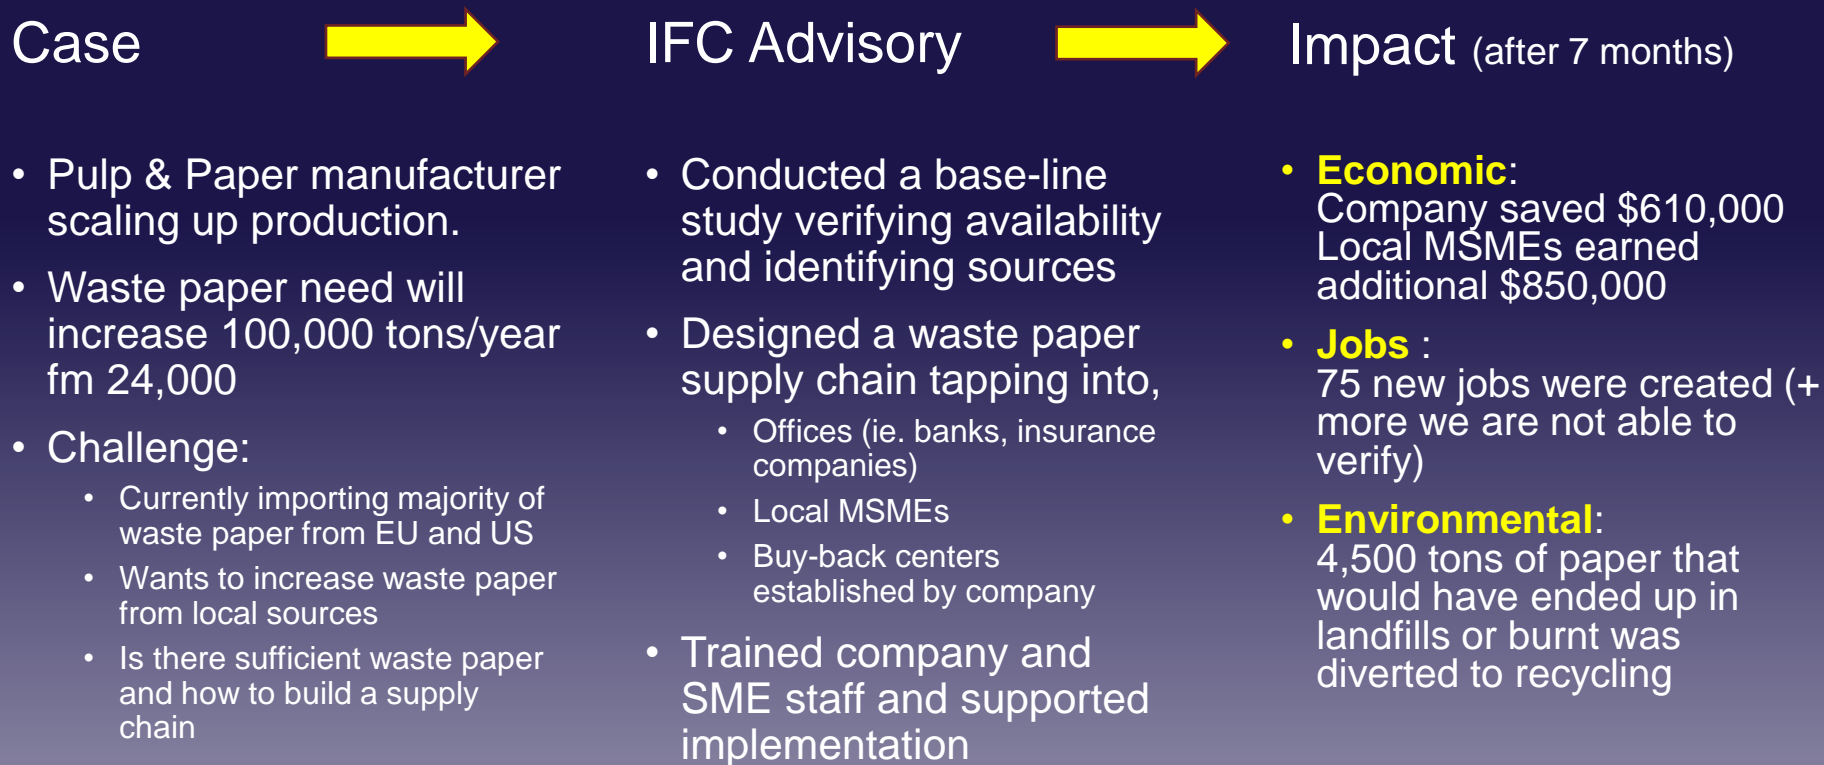 Case
IFC Advisory
Impact (after 7 months)
• Pulp & Paper manufacturer
scaling up production.
• Waste paper need will
increase 100,000 tons/year
fm 24,000
• Challenge:
• Currently importing majority of
waste paper from EU and US
• Wants to increase waste paper
from local sources
• Is there sufficient waste paper
and how to build a supply
chain
• Conducted a base-line
study verifying availability
and identifying sources
• Designed a waste paper
supply chain tapping into,
• Offices (ie. banks, insurance
companies)
• Local MSMEs
• Buy-back centers
established by company
• Trained company and
SME staff and supported
implementation
• Economic:
Company saved $610,000
Local MSMEs earned
additional $850,000
• Jobs :
75 new jobs were created (+
more we are not able to
verify)
• Environmental:
4,500 tons of paper that
would have ended up in
landfills or burnt was
diverted to recycling